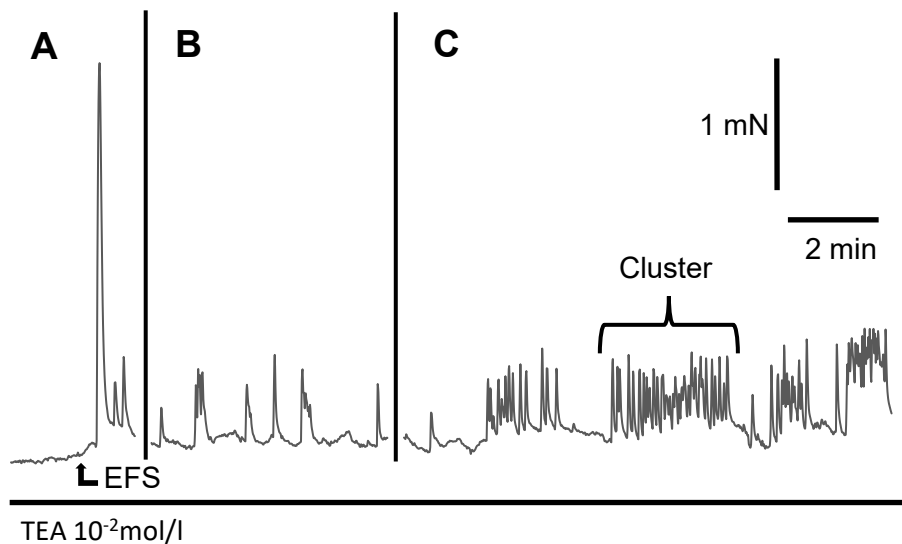 A
B
C
1 mN
2 min
Cluster
EFS
TEA 10⁻²mol/l